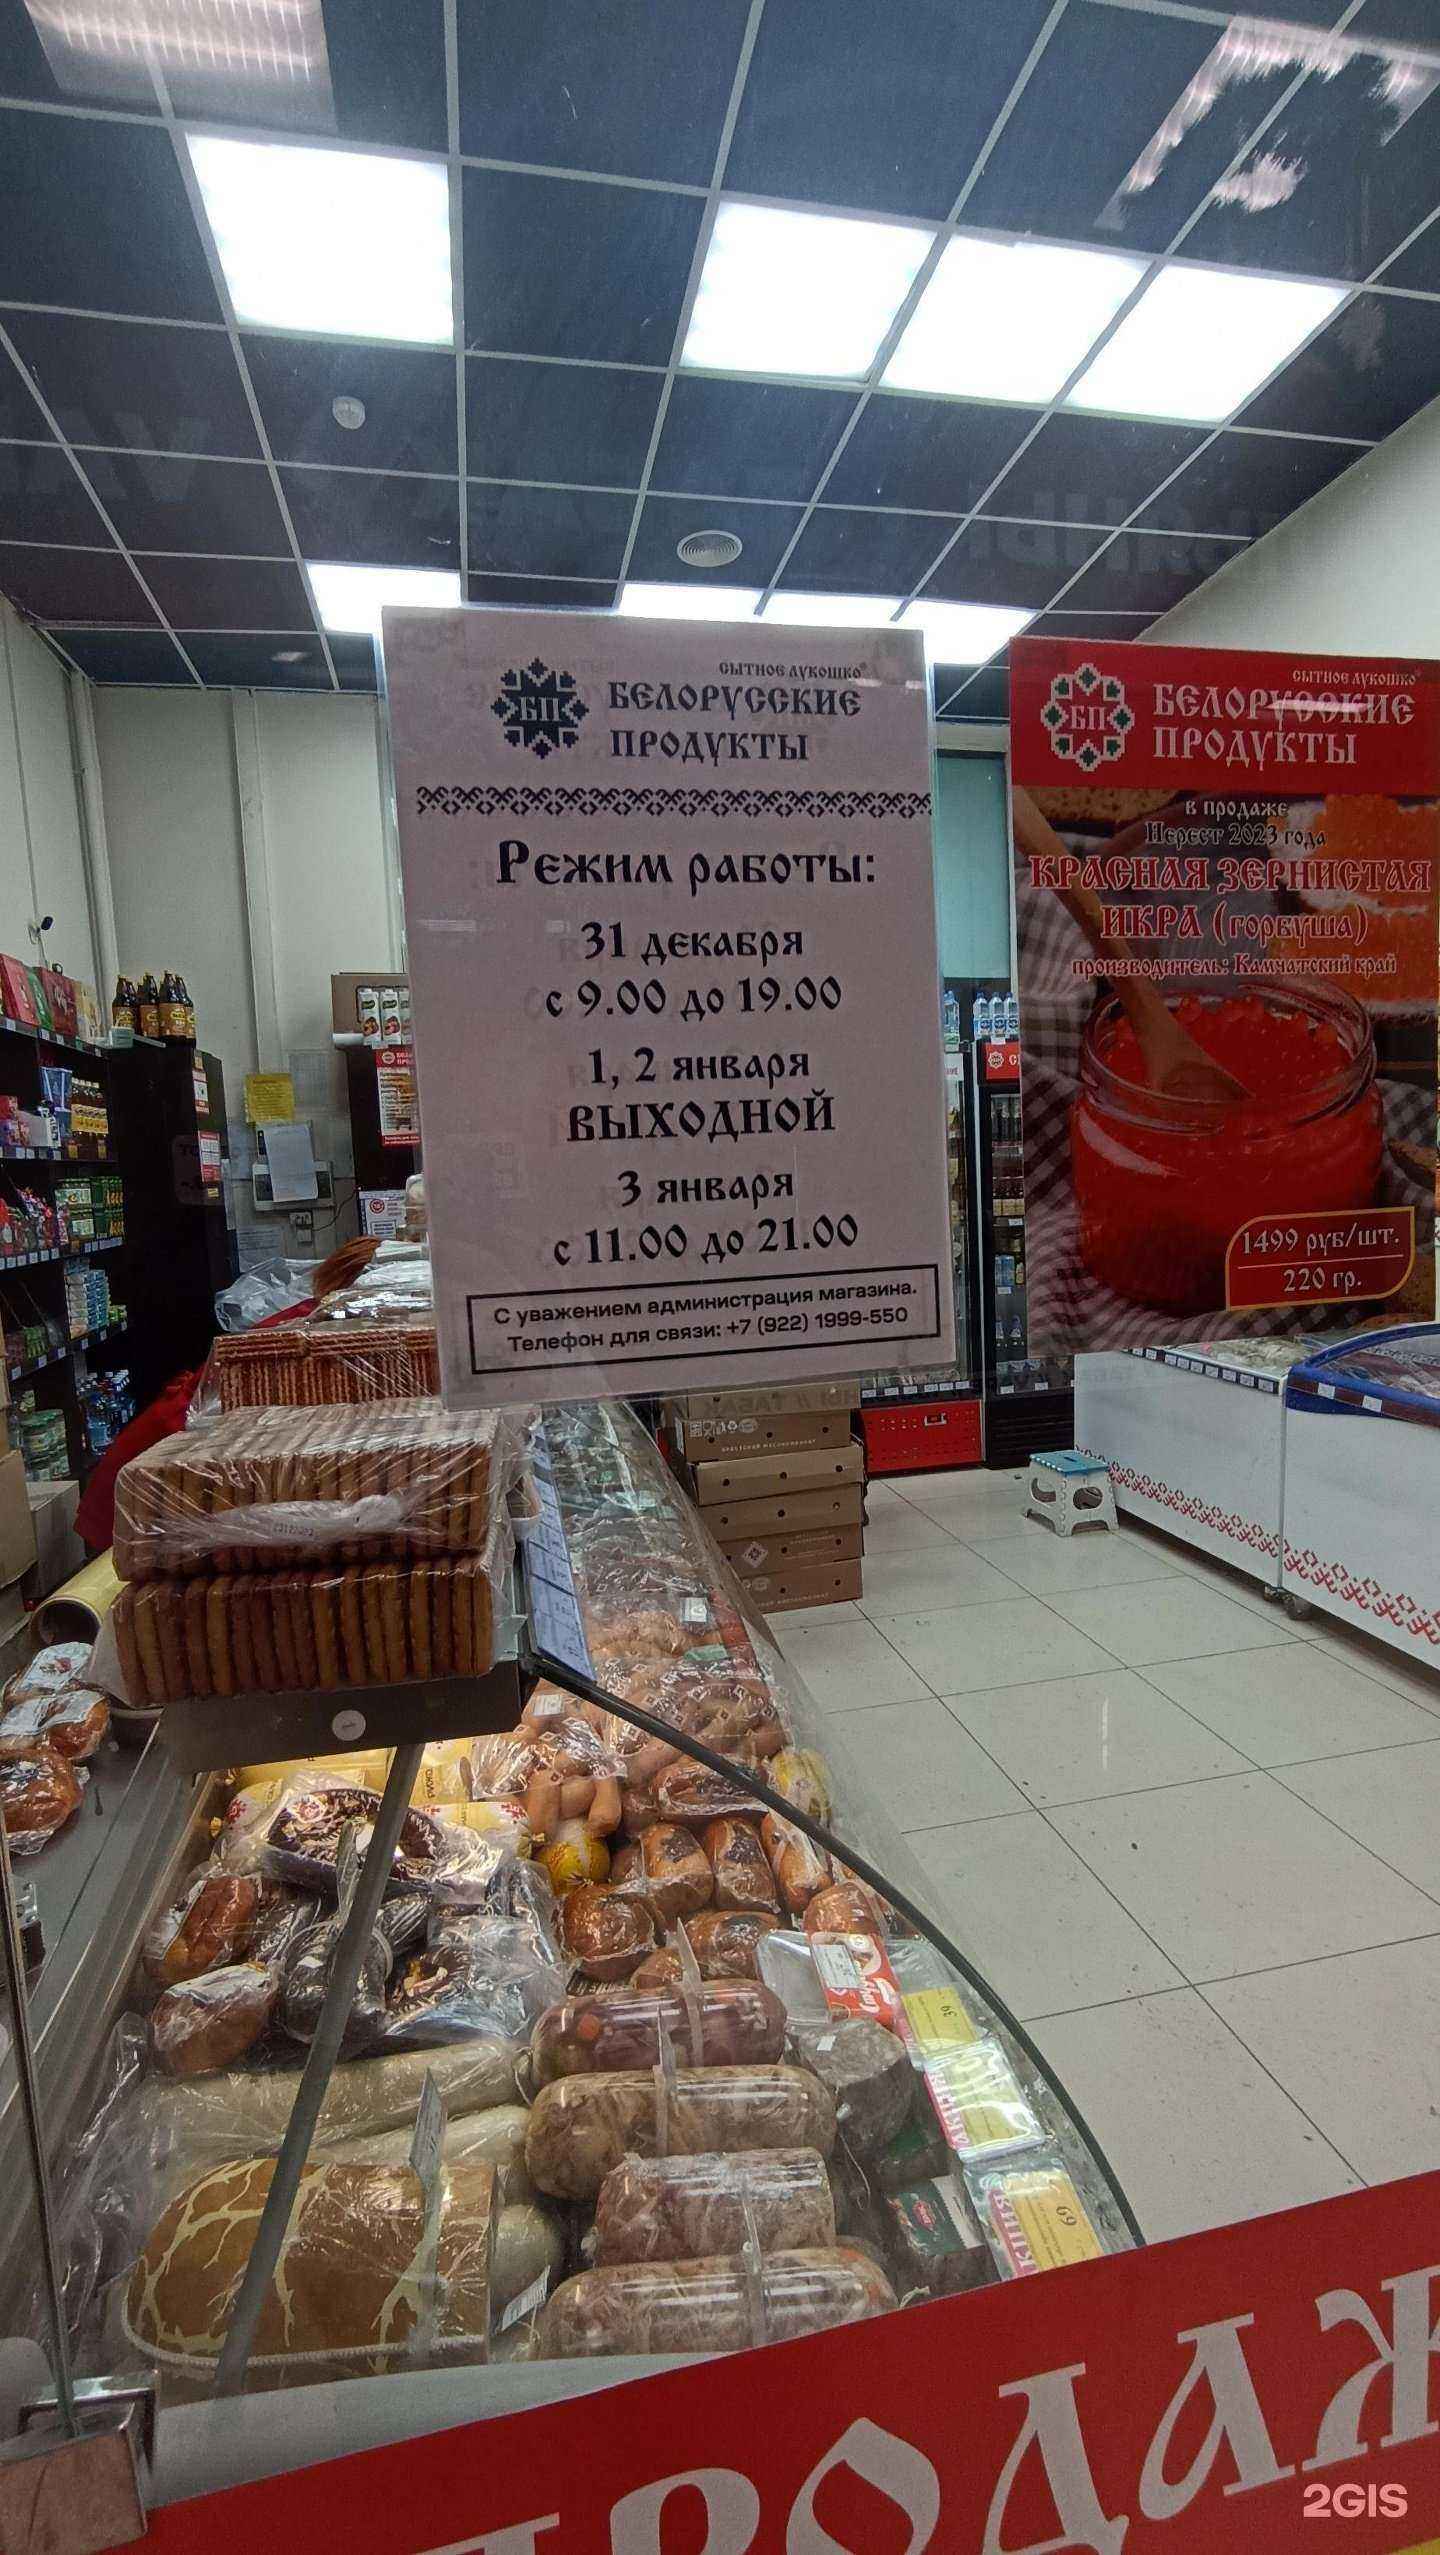 СЫТНОЕ ЛУКОШКО®
БП
БЕЛОРУССКИЕ
ПРОДУКТЫ
Режим работы:
31 декабря
с 9.00 до 19.00
1, 2 января
ВЫХОДНОЙ
3 января
с 11.00 до 21.00
С уважением администрация магазина.
Телефон для связи: +7 (922) 1999-550
СЫТНОЕ ЛУКОШКО®
БП
БЕЛОРУССКИЕ
ПРОДУКТЫ
в продаже
Нерест 2023 года
КРАСНАЯ ЗЕРНИСТАЯ
ИКРА (горбуша)
производитель: Камчатский край
1499 руб/шт.
220 гр.
39
69
РОДАЖ
2GIS